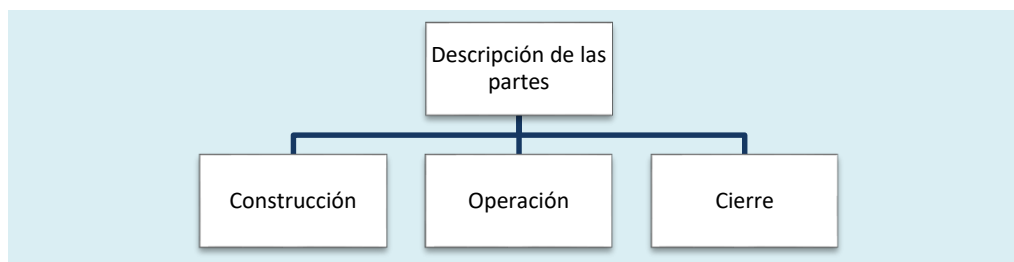 Descripción de las
partes
Construcción
Operación
Cierre